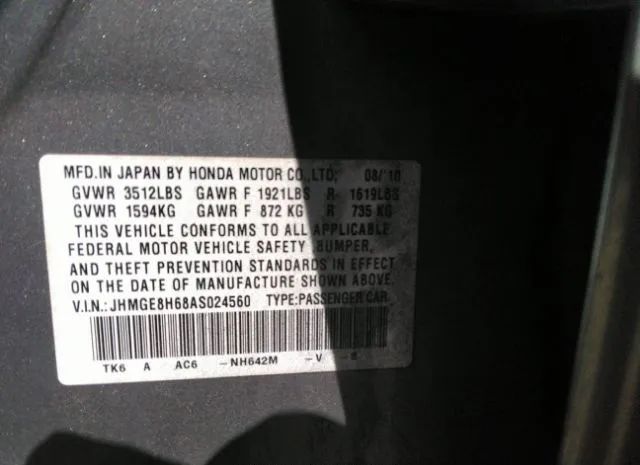 MFD.IN JAPAN BY HONDA MOTOR CO.,LTD: 08/'10
GVWR 3512LBS GAWR F 1921LBS R 1619LBS
GVWR 1594KG GAWR F 872 KG R 735 KG
THIS VEHICLE CONFORMS TO ALL APPLICABLE
FEDERAL MOTOR VEHICLE SAFETY ,BUMPER,
AND THEFT PREVENTION STANDARDS IN EFFECT
ON THE DATE OF MANUFACTURE SHOWN ABOVE.
V.I.N.:JHMGE8H68AS024560 TYPE:PASSENGER CAR
TK6 A AC6 -NH642M -V